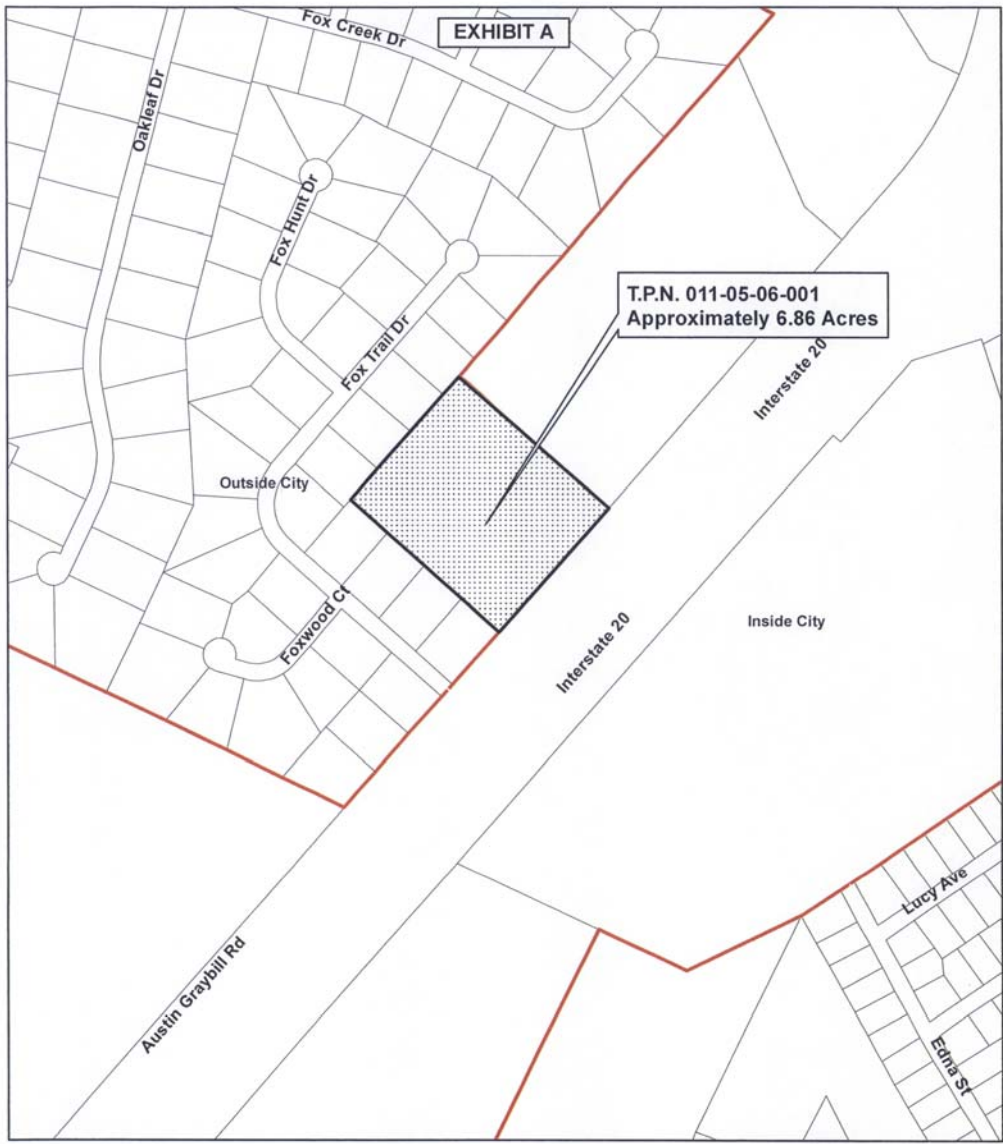 EXHIBIT A
Fox Creek Dr
Oakleaf Dr
Fox Hunt Dr
T.P.N. 011-05-06-001
Approximately 6.86 Acres
Fox Trail Dr
Interstate 20
Outside City
Foxwood Ct
Inside City
Interstate 20
Lucy Ave
Austin Graybill Rd
Edna St